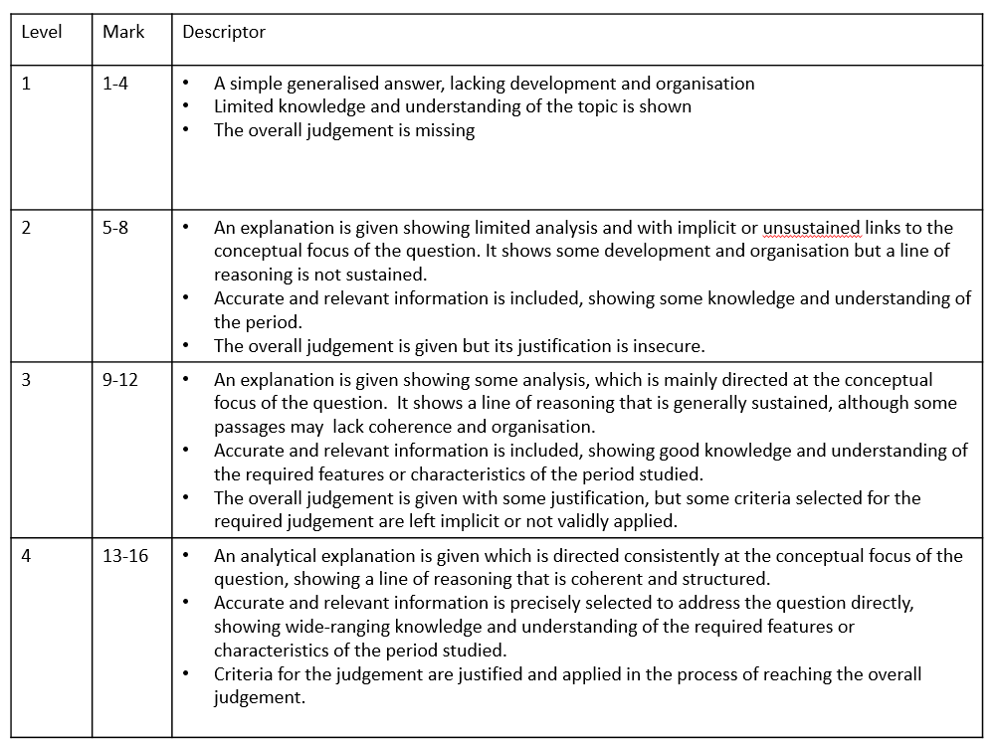 Level Mark Descriptor
1 1-4 • A simple generalised answer, lacking development and organisation
• Limited knowledge and understanding of the topic is shown
• The overall judgement is missing
2 5-8 • An explanation is given showing limited analysis and with implicit or unsustained links to the
conceptual focus of the question. It shows some development and organisation but a line of
reasoning is not sustained.
• Accurate and relevant information is included, showing some knowledge and understanding of
the period.
• The overall judgement is given but its justification is insecure.
3 9-12 • An explanation is given showing some analysis, which is mainly directed at the conceptual
focus of the question. It shows a line of reasoning that is generally sustained, although some
passages may lack coherence and organisation.
• Accurate and relevant information is included, showing good knowledge and understanding of
the required features or characteristics of the period studied.
• The overall judgement is given with some justification, but some criteria selected for the
required judgement are left implicit or not validly applied.
4 13-16 • An analytical explanation is given which is directed consistently at the conceptual focus of the
question, showing a line of reasoning that is coherent and structured.
• Accurate and relevant information is precisely selected to address the question directly,
showing wide-ranging knowledge and understanding of the required features or
characteristics of the period studied.
• Criteria for the judgement are justified and applied in the process of reaching the overall
judgement.